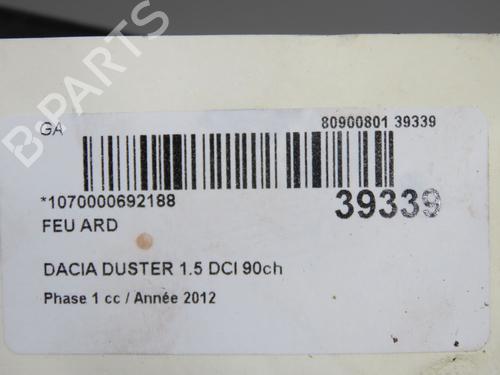 B-PARTS
GA
80900801 39339
*1070000692188
39339
FEU ARD
DACIA DUSTER 1.5 DCI 90ch
Phase 1 cc / Année 2012